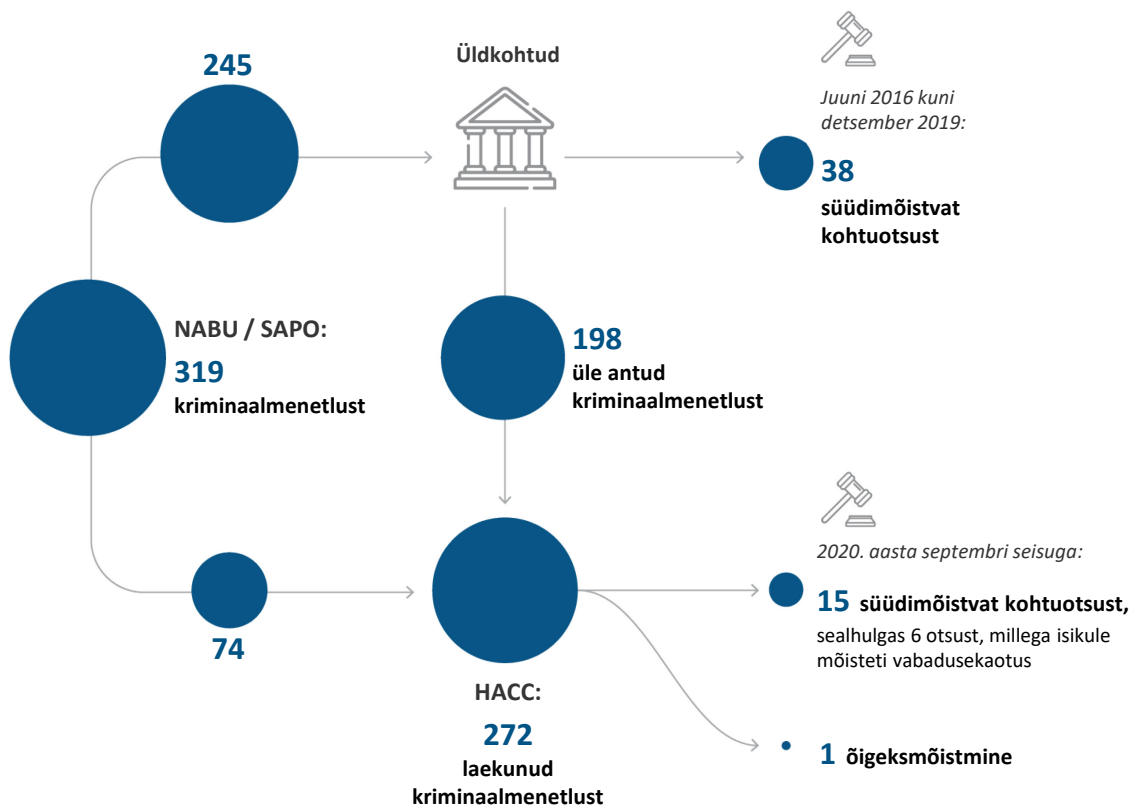 245
Üldkohtud
Juuni 2016 kuni
detsember 2019:
38
süüdimõistvat
kohtuotsust
NABU / SAPO:
319
kriminaalmenetlust
198
üle antud
kriminaalmenetlust
74
HACC:
272
laekunud
kriminaalmenetlust
2020. aasta septembri seisuga:
15 süüdimõistvat kohtuotsust,
sealhulgas 6 otsust, millega isikule
mõisteti vabadusekaotus
1 õigeksmõistmine